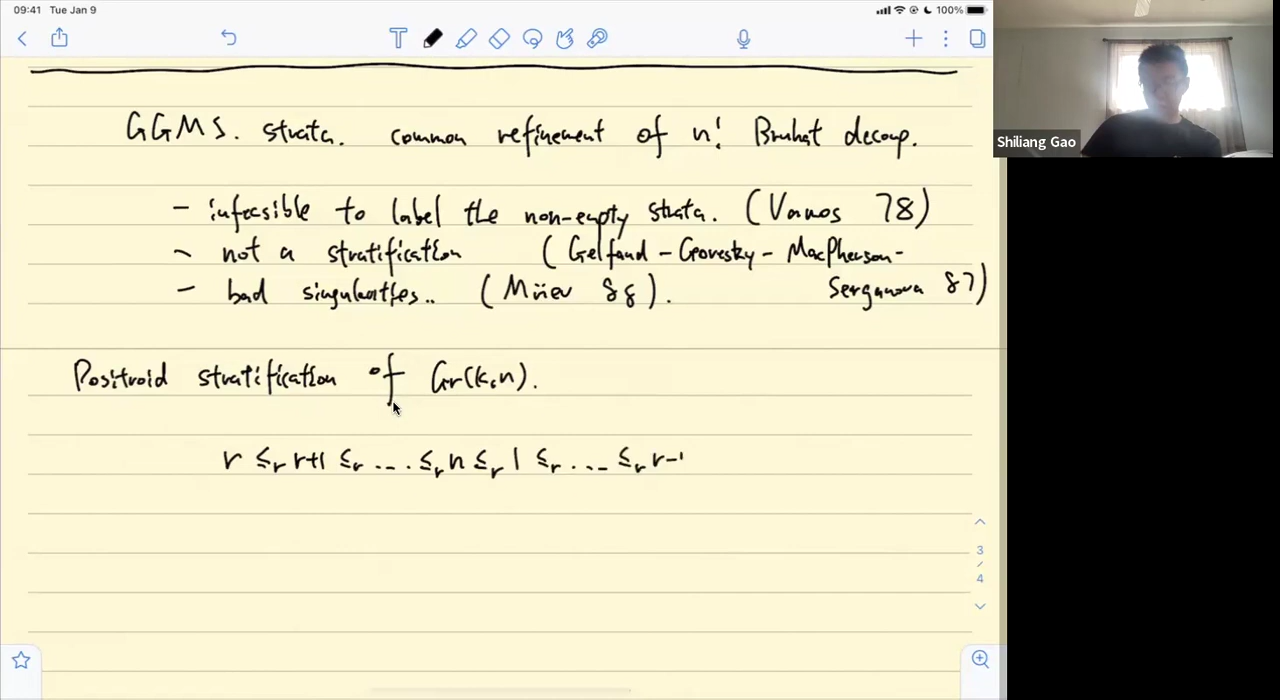 09:41 Tue Jan 9
100%
GGMS. strata. common refinement of n! Bruhat decomp.
- infeasible to label the non-empty strata. (Vamos 78)
- not a stratification (Gelfand - Goresky - MacPherson - Serganova 87)
- bad singularities.. (Mnëv 88).
Positroid stratification of Gr(k,n).
r ≤r r+1 ≤r .... ≤r n ≤r 1 ≤r ... ≤r r-1
3
/
4
Shiliang Gao